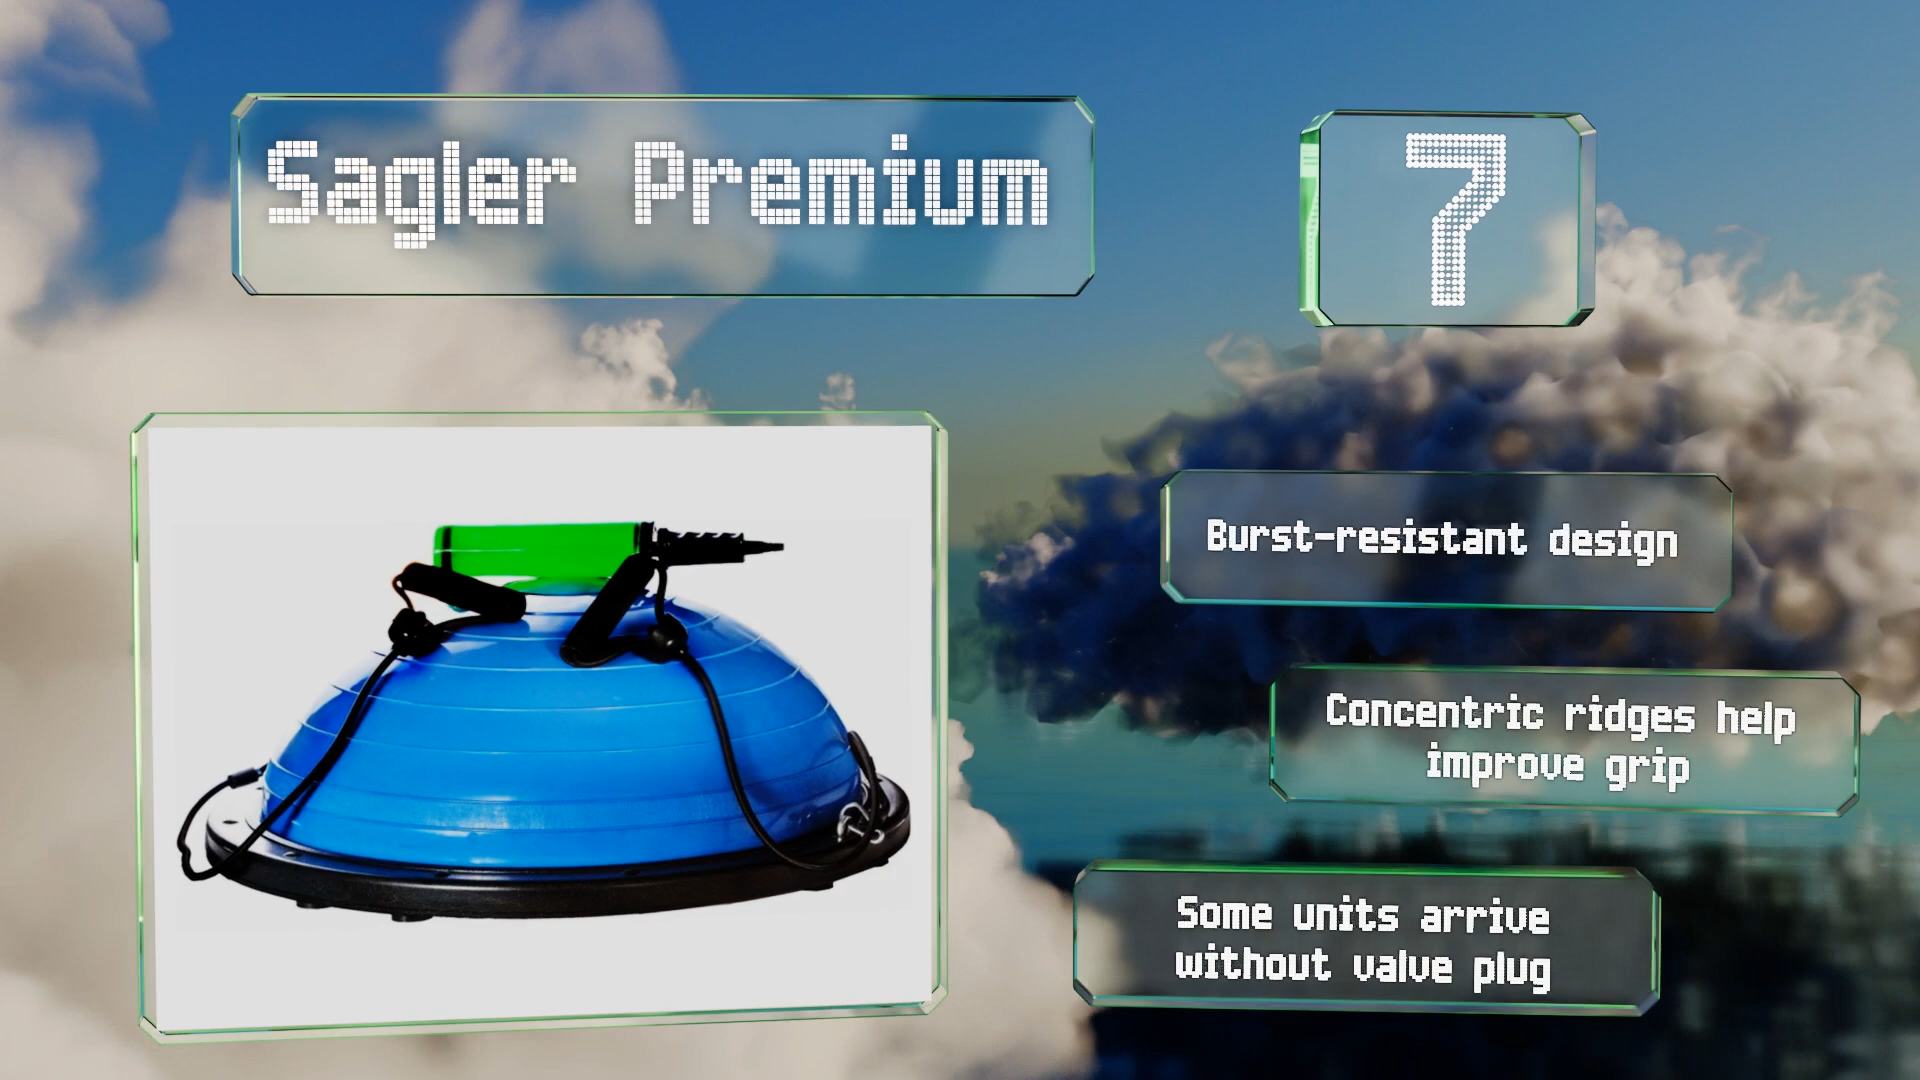 Sagler Premium
7
Burst-resistant design
Concentric ridges help
improve grip
Some units arrive
without valve plug